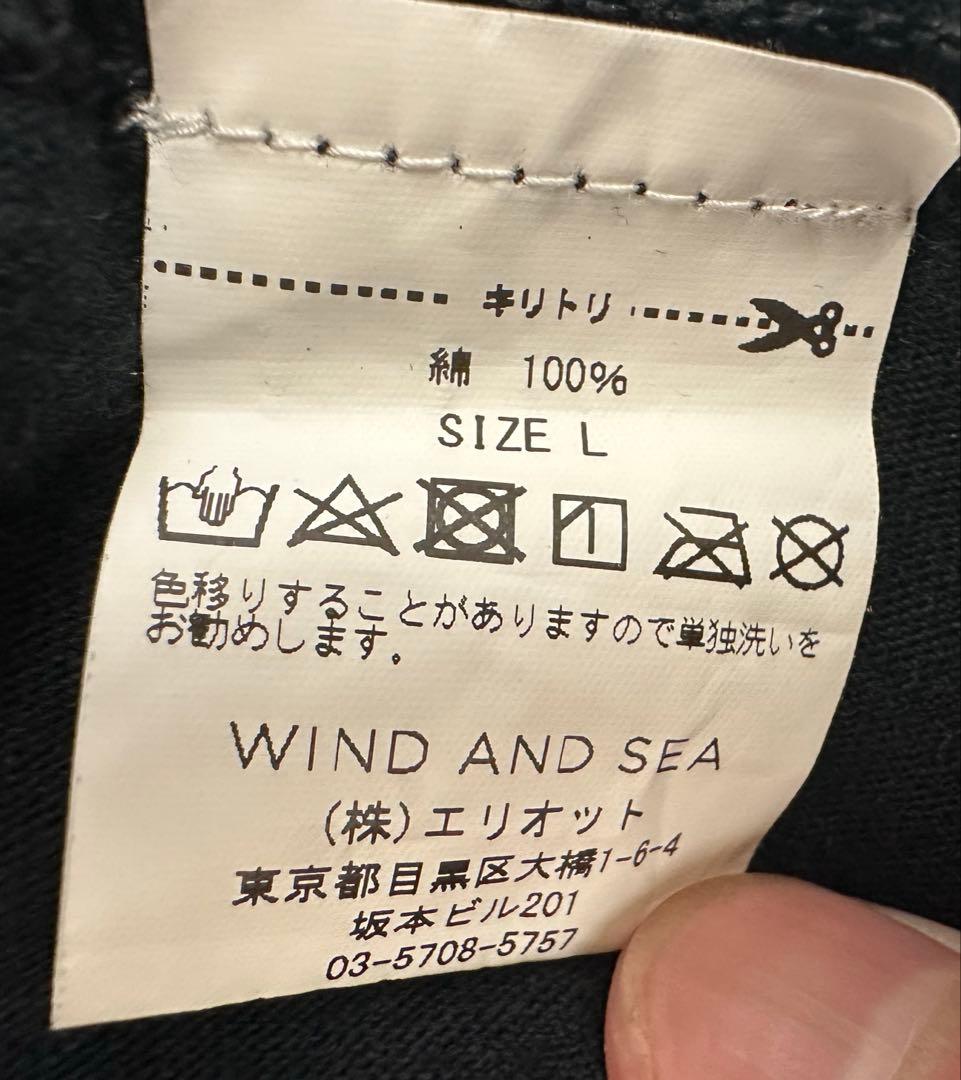 キリトリ
綿 100%
SIZE L
色移りすることがありますので単独洗いを
お勧めします。
WIND AND SEA
(株)エリオット
東京都目黒区大橋1-6-4
坂本ビル201
03-5708-5757